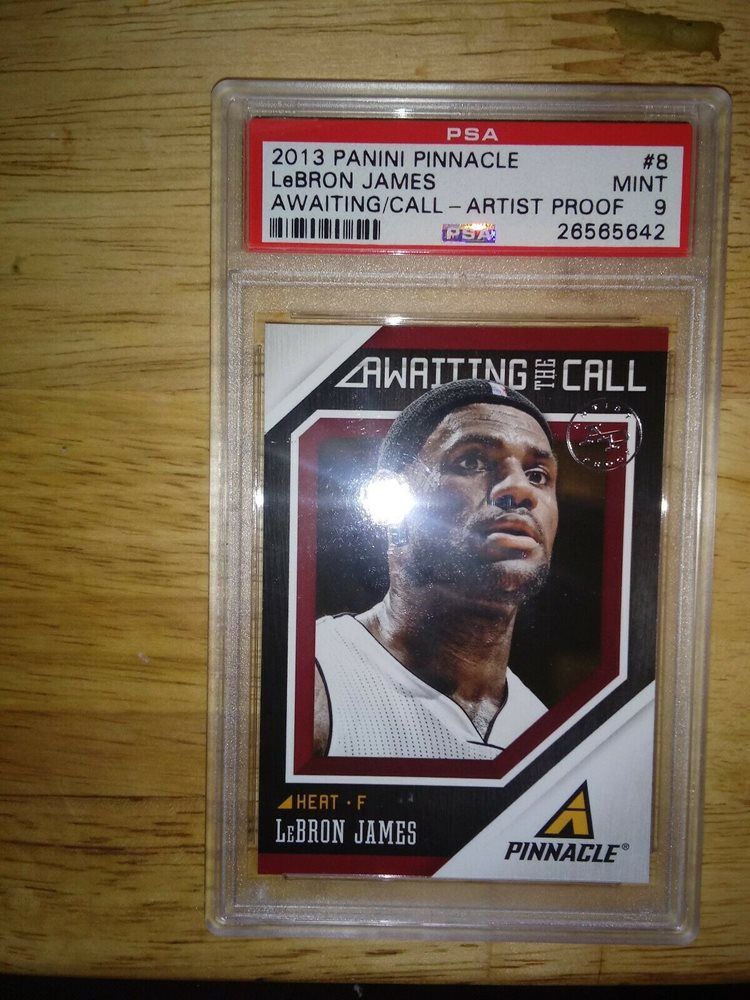 PSA
2013 PANINI PINNACLE #8
LeBRON JAMES MINT
AWAITING/CALL – ARTIST PROOF 9
PSA 26565642
AWAITING THE CALL
HEAT · F
LeBRON JAMES
PINNACLE®